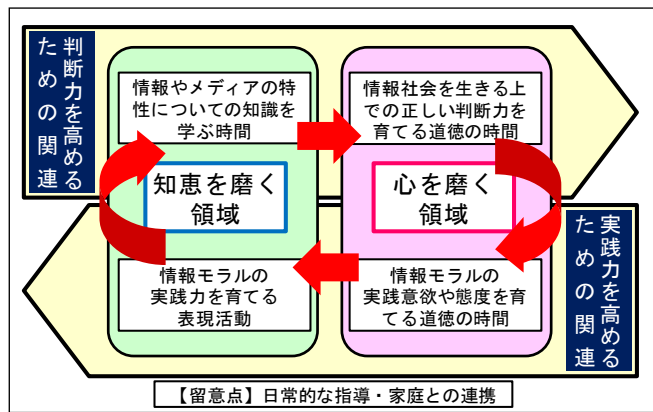 判断力を高める
ための関連
情報やメディアの特
性についての知識を
学ぶ時間
情報社会を生きる上
での正しい判断力を
育てる道徳の時間
知恵を磨く
領域
心を磨く
領域
情報モラルの
実践力を育てる
表現活動
情報モラルの
実践意欲や態度を育
てる道徳の時間
実践力を高める
ための関連
【留意点】日常的な指導・家庭との連携